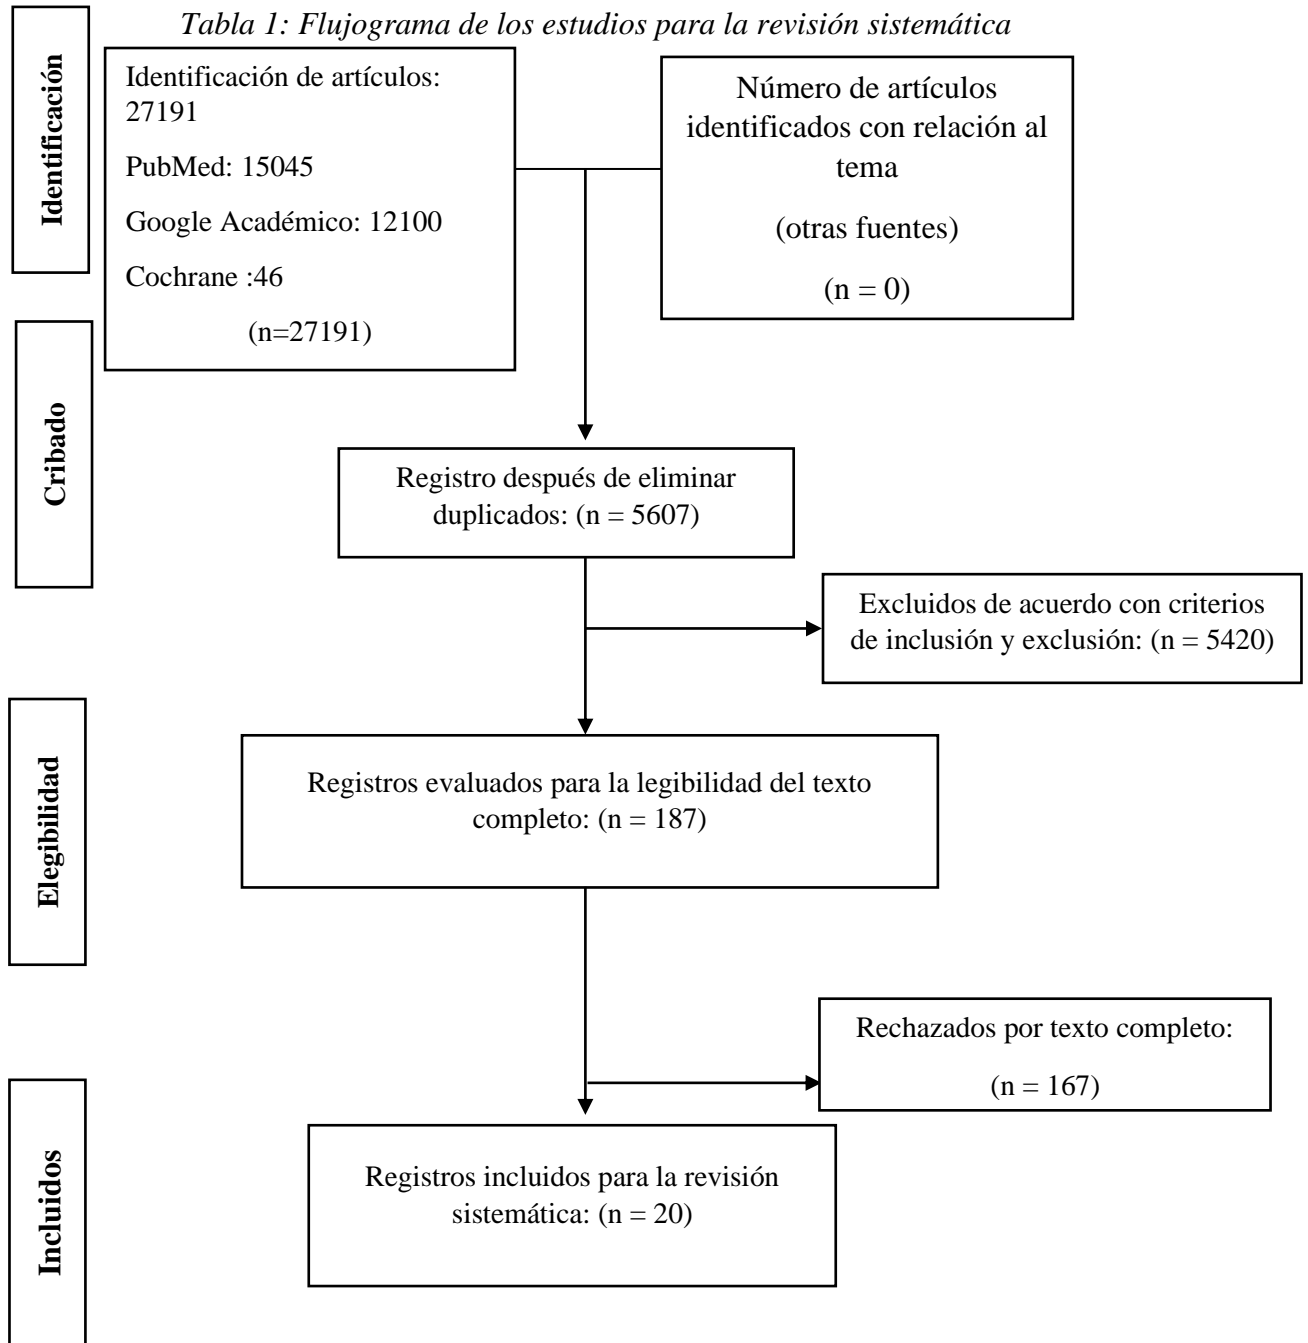 Tabla 1: Flujograma de los estudios para la revisión sistemática
Identificación
Identificación de artículos:
27191
PubMed: 15045
Google Académico: 12100
Cochrane :46
(n=27191)
Número de artículos
identificados con relación al
tema
(otras fuentes)
(n = 0)
Cribado
Registro después de eliminar
duplicados: (n = 5607)
Excluidos de acuerdo con criterios
de inclusión y exclusión: (n = 5420)
Elegibilidad
Registros evaluados para la legibilidad del texto
completo: (n = 187)
Rechazados por texto completo:
(n = 167)
Incluidos
Registros incluidos para la revisión
sistemática: (n = 20)